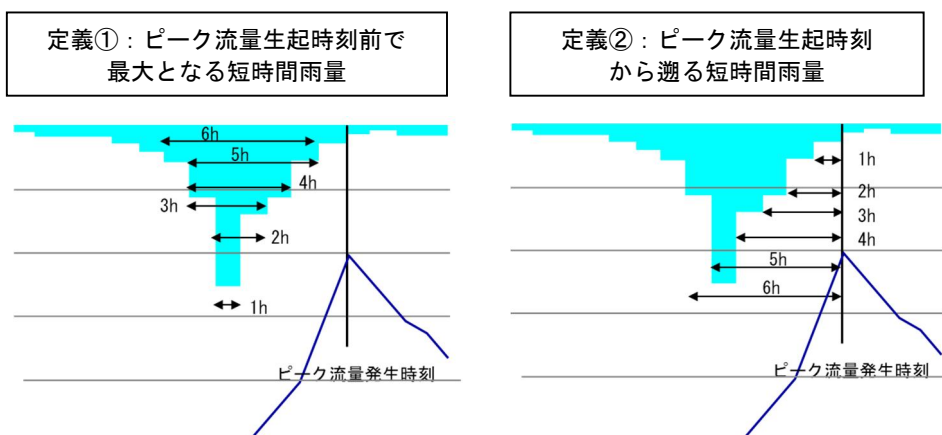 定義①：ピーク流量生起時刻前で
最大となる短時間雨量
6h
5h
4h
3h
2h
1h
ピーク流量発生時刻
定義②：ピーク流量生起時刻
から遡る短時間雨量
1h
2h
3h
4h
5h
6h
ピーク流量発生時刻